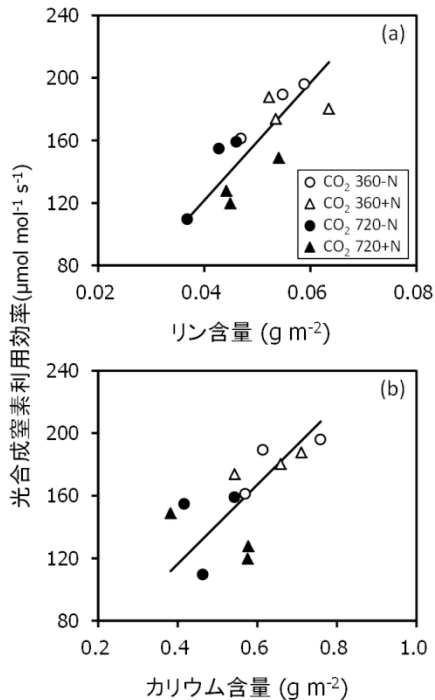 (a)
240
200
160
120
80
0.02
0.04
0.06
0.08
リン含量 (g m⁻²)
○ CO₂ 360-N
△ CO₂ 360+N
● CO₂ 720-N
▲ CO₂ 720+N
光合成窒素利用効率(μmol mol⁻¹ s⁻¹)
(b)
240
200
160
120
80
0.2
0.4
0.6
0.8
1.0
カリウム含量 (g m⁻²)